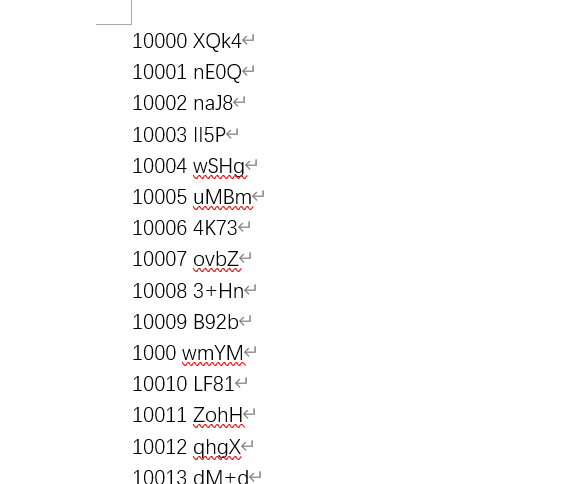 10000 XQk4
10001 nE0Q
10002 naJ8
10003 II5P
10004 wSHg
10005 uMBm
10006 4K73
10007 ovbZ
10008 3+Hn
10009 B92b
1000 wmYM
10010 LF81
10011 ZohH
10012 qhgX
10013 dM+d